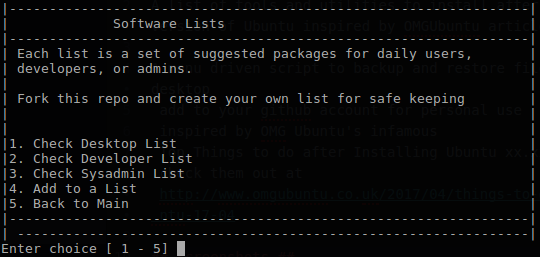 |-----------------------------------------------------------------|
Software Lists
|-----------------------------------------------------------------|
| Each list is a set of suggested packages for daily users, |
| developers, or admins. |
| |
| Fork this repo and create your own list for safe keeping |
| |
| |
|1. Check Desktop List |
|2. Check Developer List |
|3. Check Sysadmin List |
|4. Add to a List |
|5. Back to Main |
|-----------------------------------------------------------------|
| ----------------------------------------------------------------|
Enter choice [ 1 - 5]